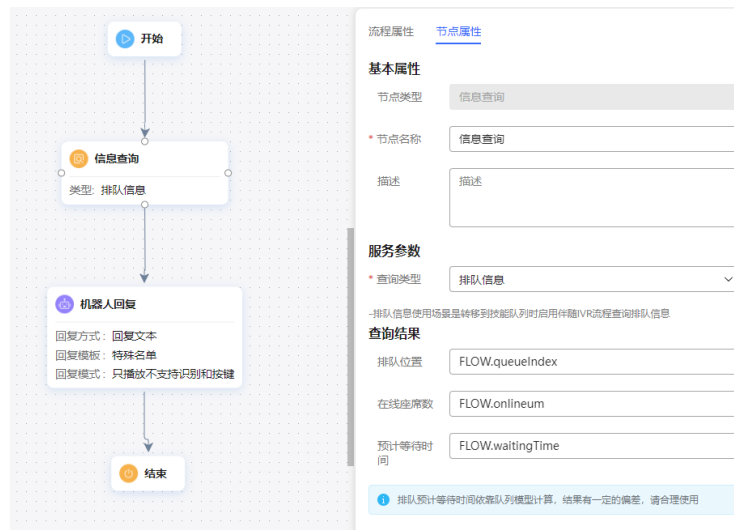 开始
信息查询
类型: 排队信息
机器人回复
回复方式: 回复文本
回复模板: 特殊名单
回复模式: 只播放不支持识别和按键
结束
流程属性 节点属性
基本属性
节点类型 信息查询
* 节点名称 信息查询
描述 描述
服务参数
* 查询类型 排队信息
-排队信息使用场景是转移到技能队列时启用伴随IVR流程查询排队信息
查询结果
排队位置 FLOW.queueIndex
在线座席数 FLOW.onlineum
预计等待时 FLOW.waitingTime
间
排队预计等待时间依靠队列模型计算，结果有一定的偏差，请合理使用